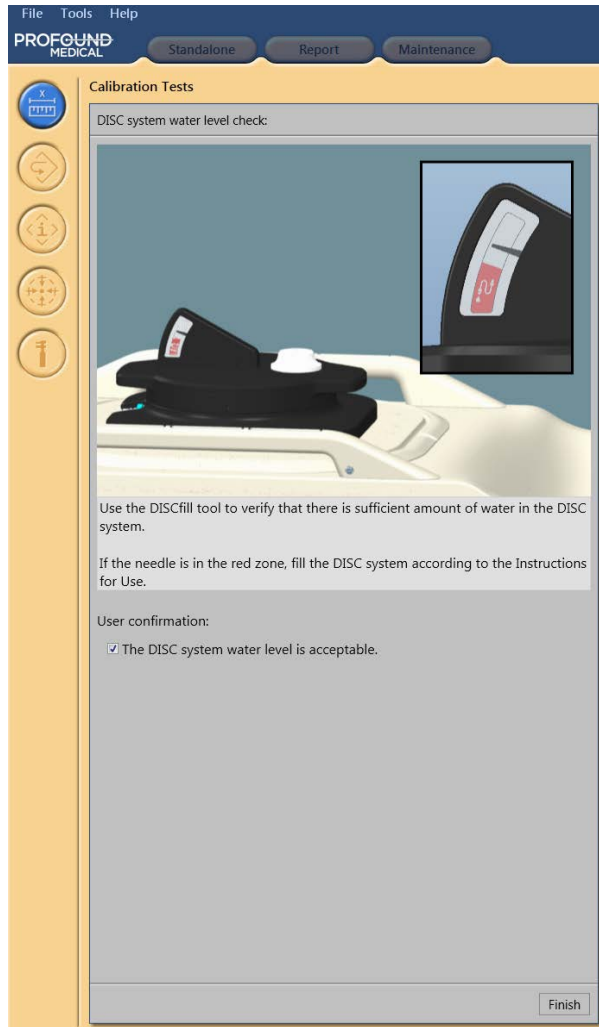 File Tools Help
PROFOUND
MEDICAL
Standalone Report Maintenance
Calibration Tests
DISC system water level check:
Use the DISCfill tool to verify that there is sufficient amount of water in the DISC
system.
If the needle is in the red zone, fill the DISC system according to the Instructions
for Use.
User confirmation:
The DISC system water level is acceptable.
Finish